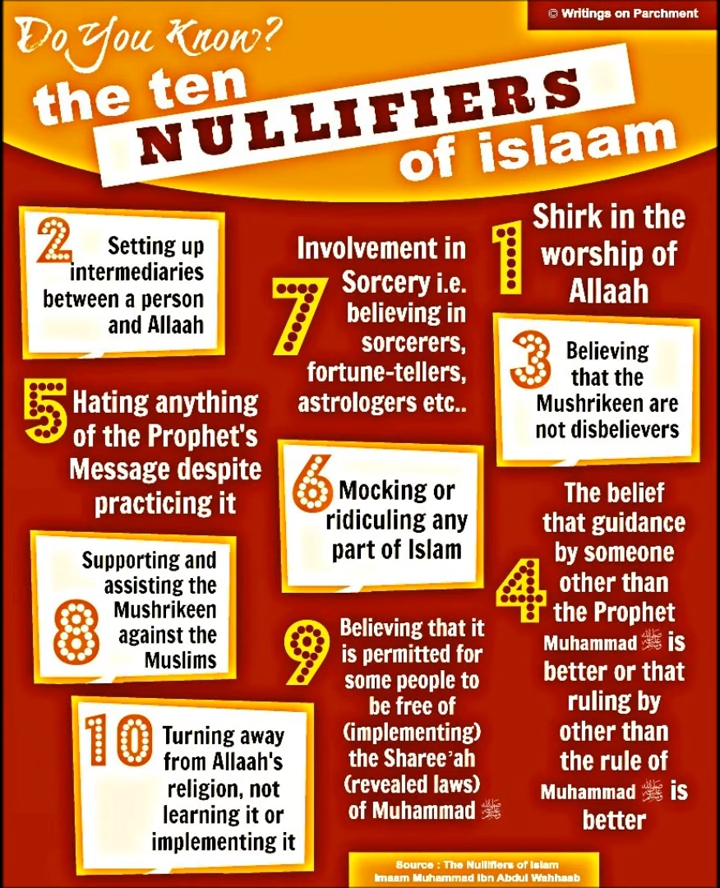 © Writings on Parchment
Do You Know?
the ten
NULLIFIERS
of islaam
1
Shirk in the
worship of
Allaah
2
Setting up
intermediaries
between a person
and Allaah
3
Believing
that the
Mushrikeen are
not disbelievers
4
The belief
that guidance
by someone
other than
the Prophet
Muhammad ﷺ is
better or that
ruling by
other than
the rule of
Muhammad ﷺ is
better
5
Hating anything
of the Prophet's
Message despite
practicing it
6
Mocking or
ridiculing any
part of Islam
7
Involvement in
Sorcery i.e.
believing in
sorcerers,
fortune-tellers,
astrologers etc..
8
Supporting and
assisting the
Mushrikeen
against the
Muslims
9
Believing that it
is permitted for
some people to
be free of
(implementing)
the Sharee'ah
(revealed laws)
of Muhammad ﷺ
10
Turning away
from Allaah's
religion, not
learning it or
implementing it
Source : The Nullifiers of Islam
Imaam Muhammad Ibn Abdul Wahhaab